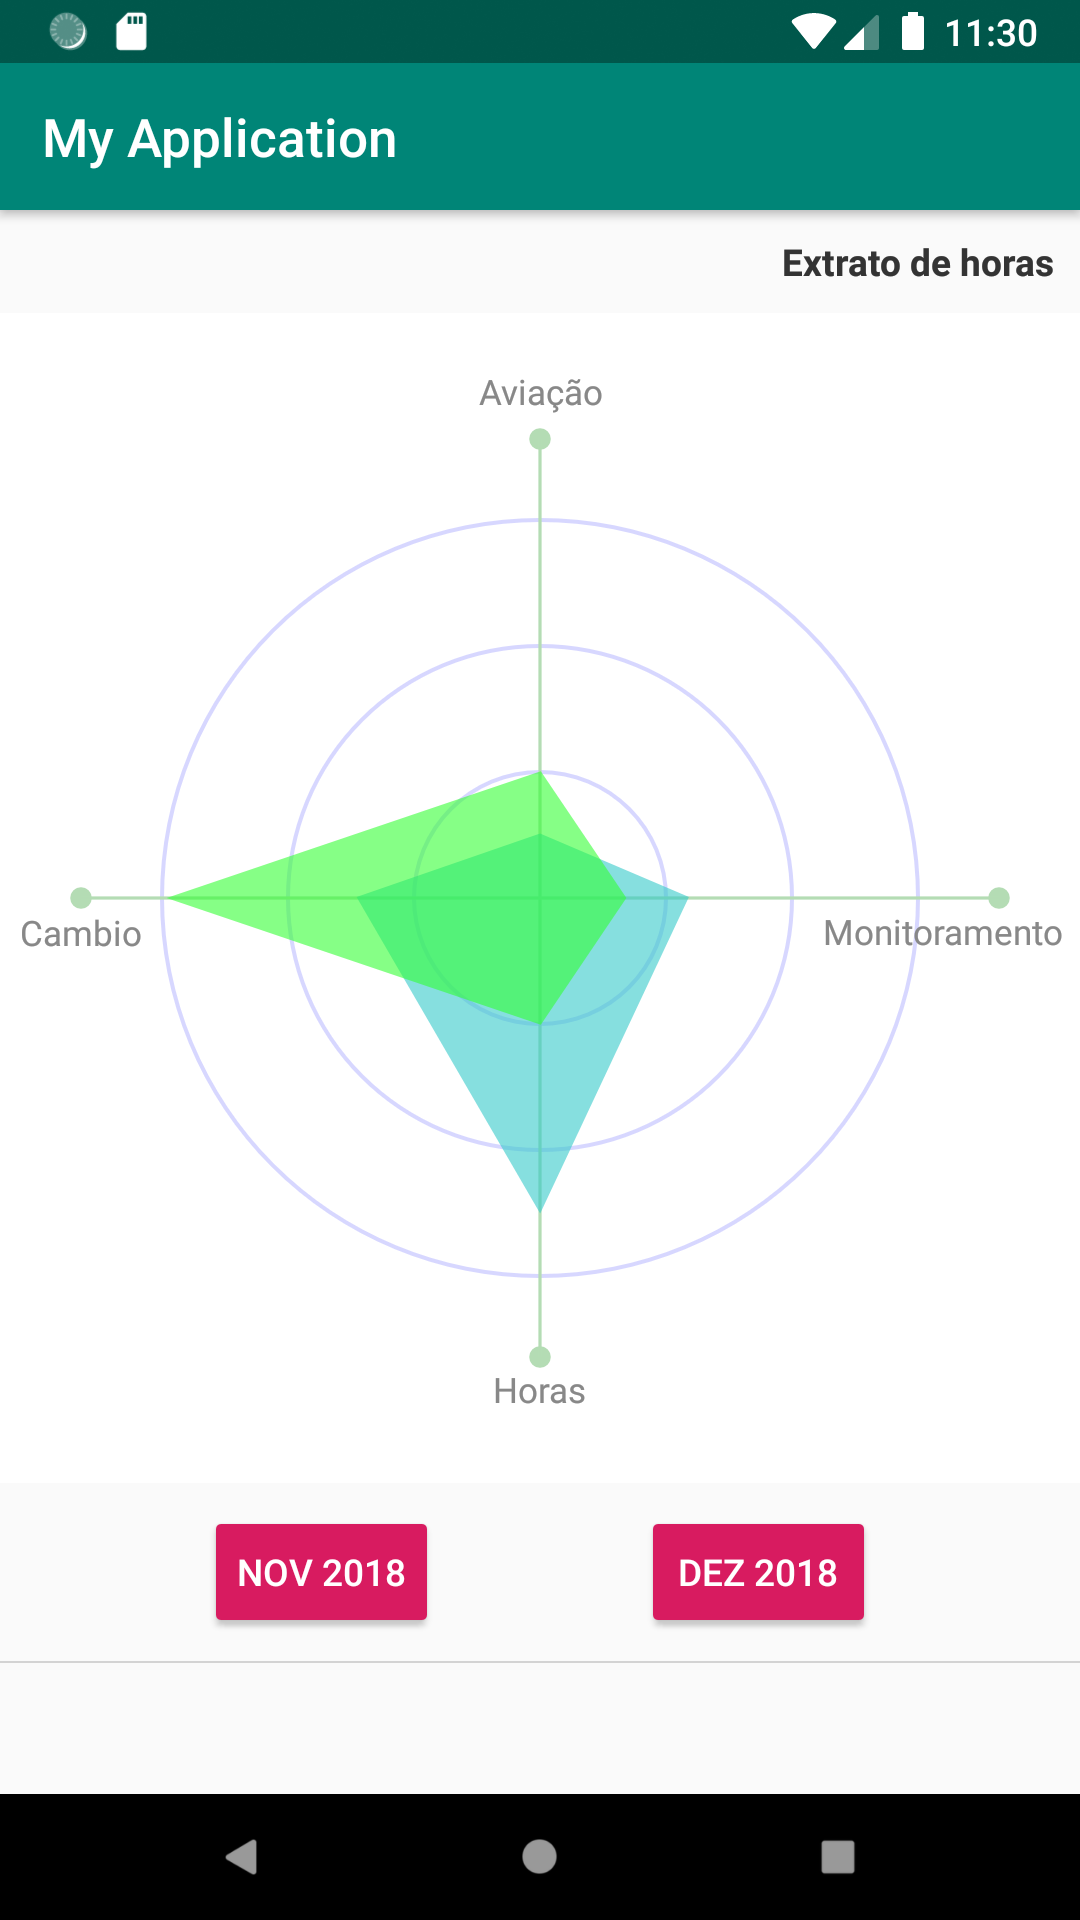 11:30
My Application
Extrato de horas
Aviação
Cambio
Monitoramento
Horas
NOV 2018
DEZ 2018